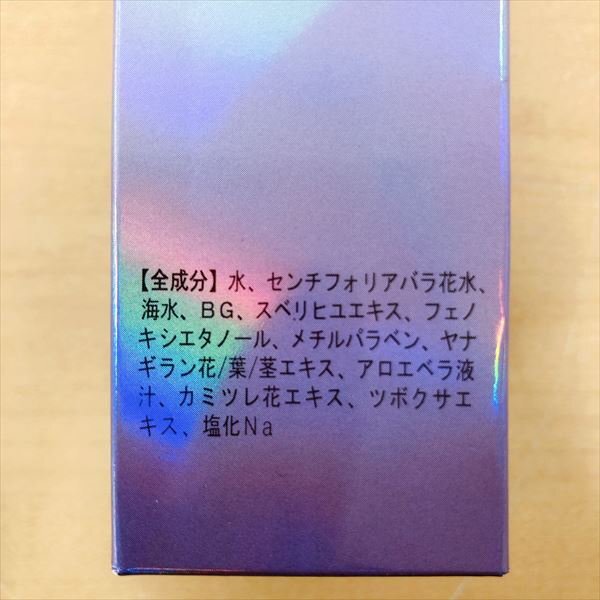 【全成分】水、センチフォリアバラ花水、
海水、ＢＧ、スベリヒユエキス、フェノ
キシエタノール、メチルパラベン、ヤナ
ギラン花/葉/茎エキス、アロエベラ液
汁、カミツレ花エキス、ツボクサエ
キス、塩化Ｎａ